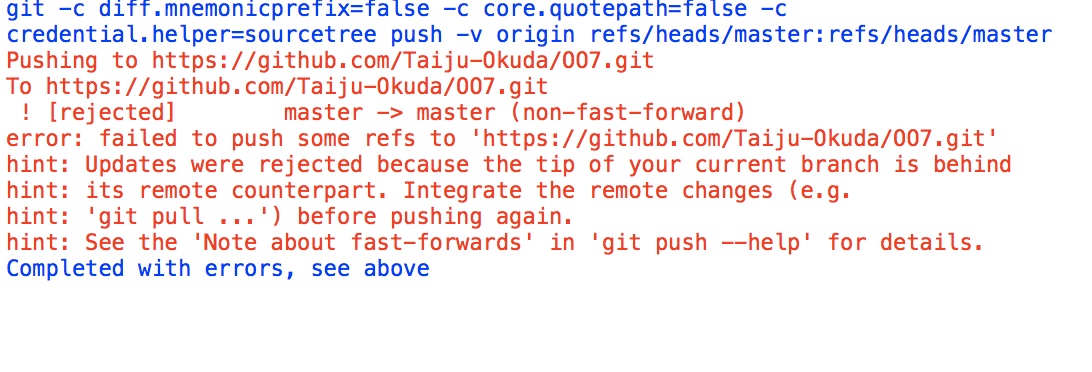 git -c diff.mnemonicprefix=false -c core.quotepath=false -c
credential.helper=sourcetree push -v origin refs/heads/master:refs/heads/master
Pushing to https://github.com/Taiju-Okuda/007.git
To https://github.com/Taiju-Okuda/007.git
 ! [rejected]        master -> master (non-fast-forward)
error: failed to push some refs to 'https://github.com/Taiju-Okuda/007.git'
hint: Updates were rejected because the tip of your current branch is behind
hint: its remote counterpart. Integrate the remote changes (e.g.
hint: 'git pull ...') before pushing again.
hint: See the 'Note about fast-forwards' in 'git push --help' for details.
Completed with errors, see above